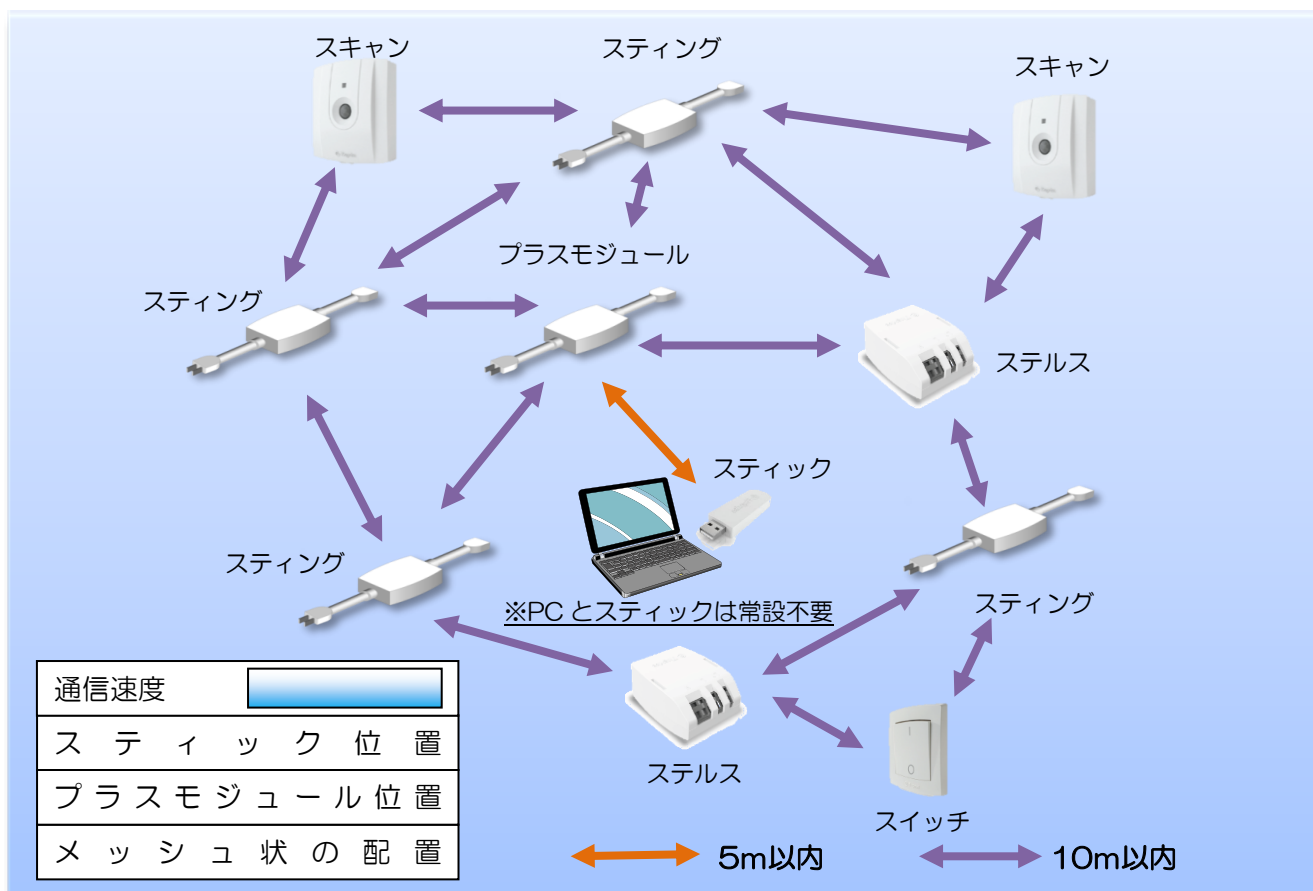 スキャン
スティング
スキャン
プラスモジュール
スティング
ステルス
スティック
スティング
※PCとスティックは常設不要
スティング
通信速度
スティック位置
プラスモジュール位置
メッシュ状の配置
ステルス
スイッチ
5m以内
10m以内